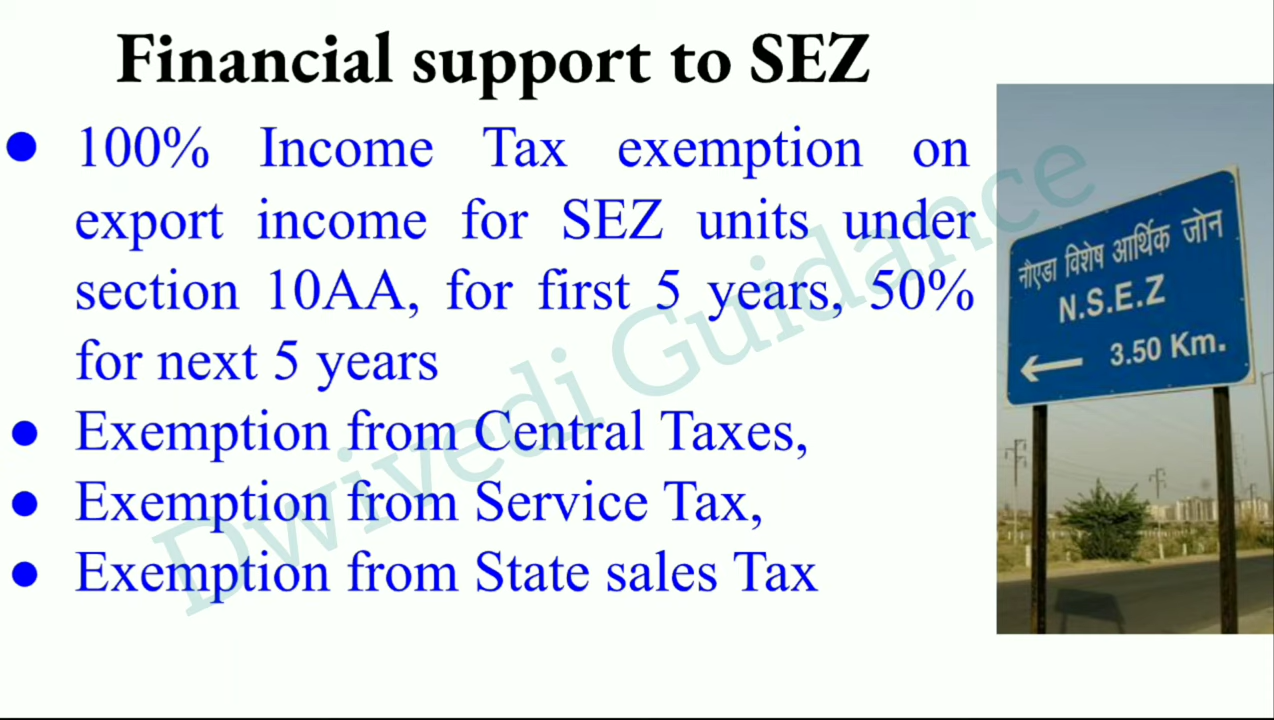 Financial support to SEZ
● 100% Income Tax exemption on
export income for SEZ units under
section 10AA, for first 5 years, 50%
for next 5 years
● Exemption from Central Taxes,
● Exemption from Service Tax,
● Exemption from State sales Tax
Dwivedi Guidance
नौएडा विशेष आर्थिक जोन
N.S.E.Z
← 3.50 Km.